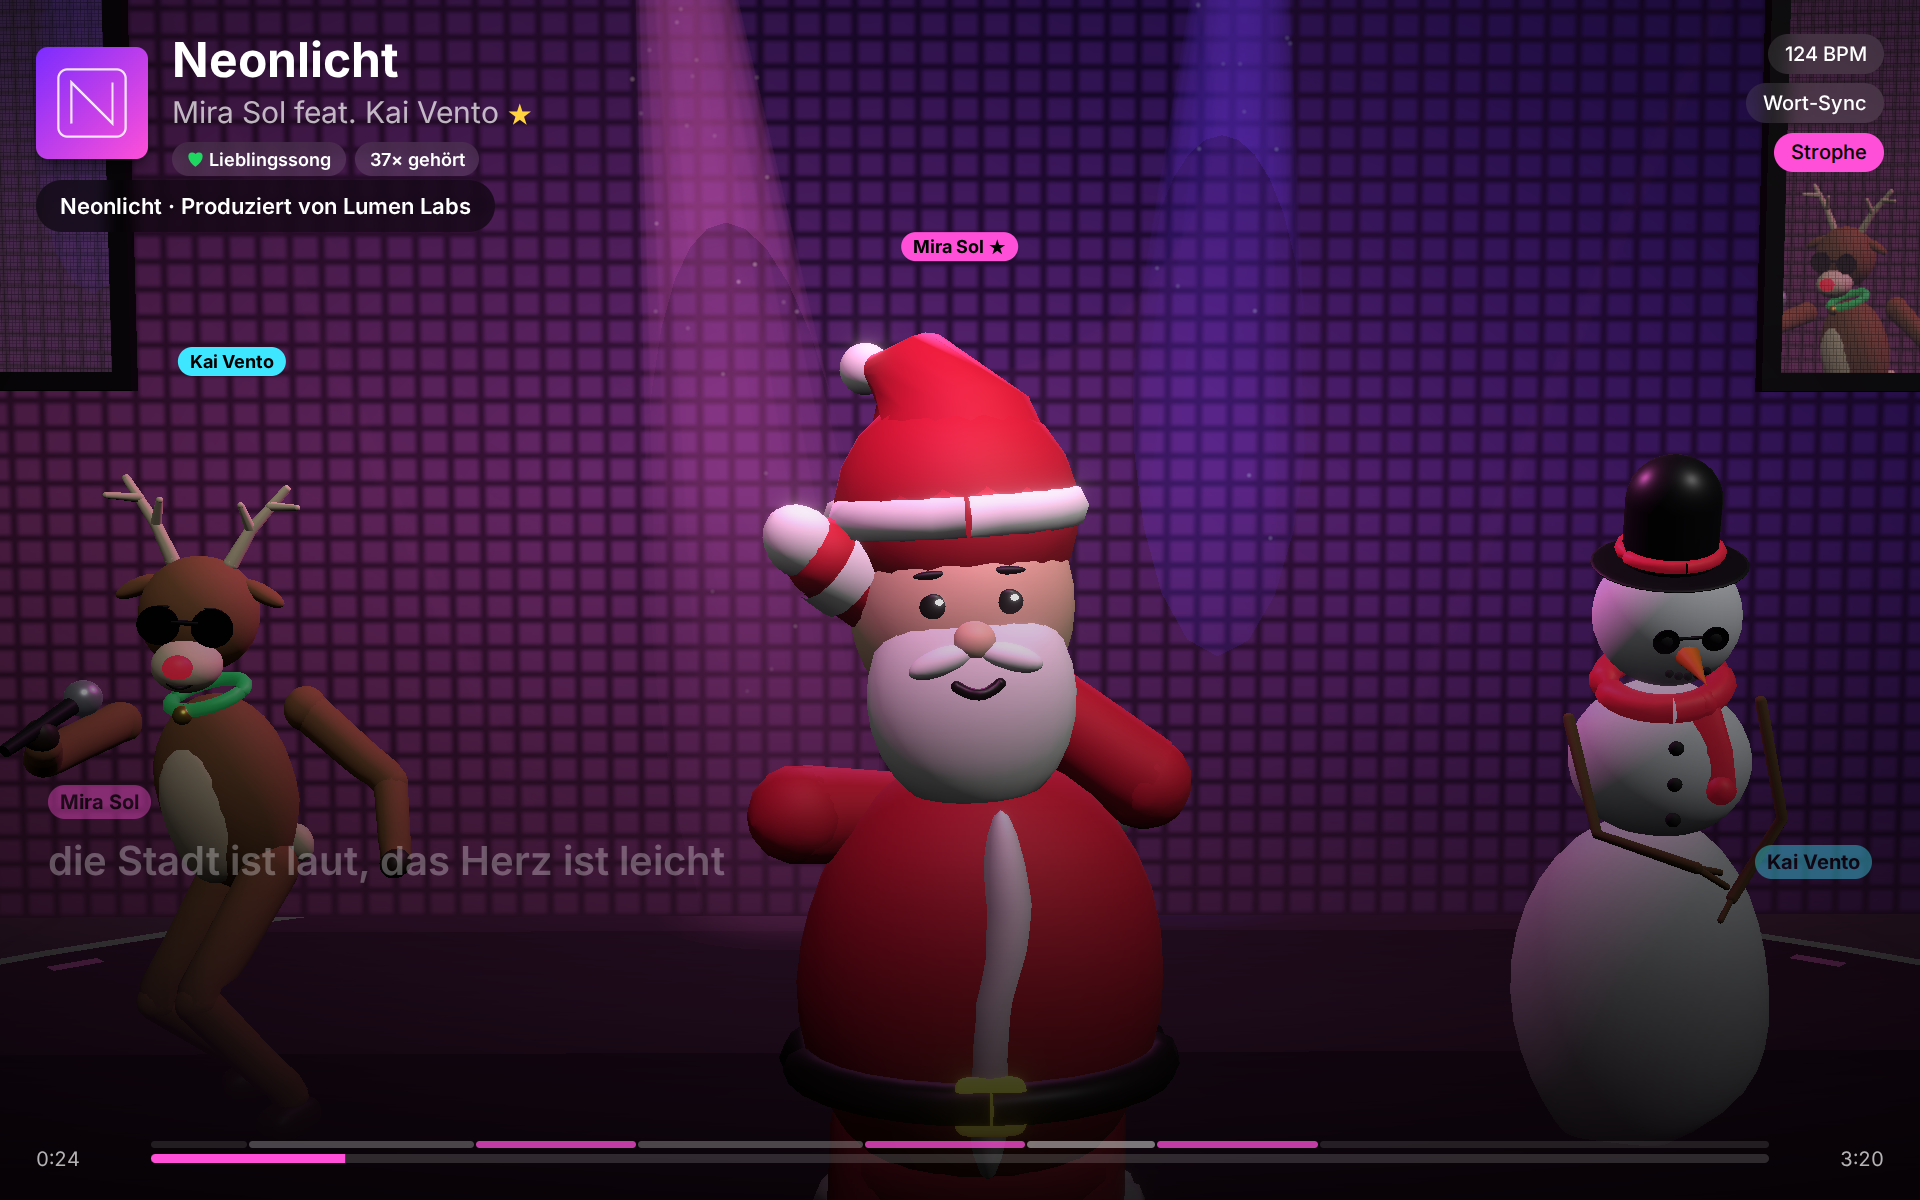 Neonlicht
Mira Sol feat. Kai Vento ★
Lieblingssong
37× gehört
Neonlicht · Produziert von Lumen Labs
124 BPM
Wort-Sync
Strophe
Mira Sol ★
Kai Vento
Mira Sol
die Stadt ist laut, das Herz ist leicht
Kai Vento
0:24
3:20